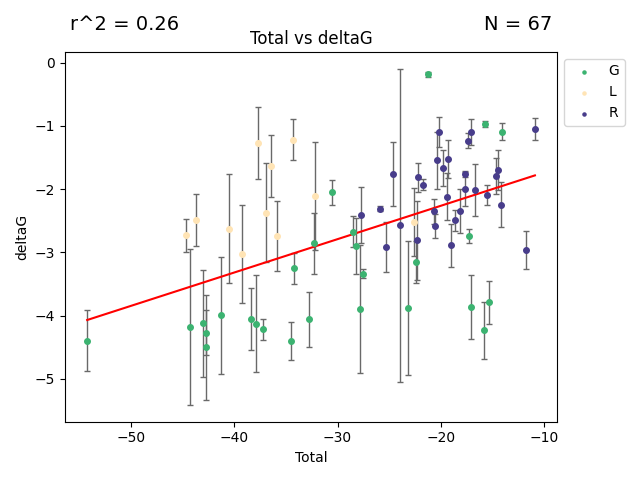 r^2 = 0.26
N = 67
Total vs deltaG
G
L
R
deltaG
0
−1
−2
−3
−4
−5
−50
−40
−30
−20
−10
Total